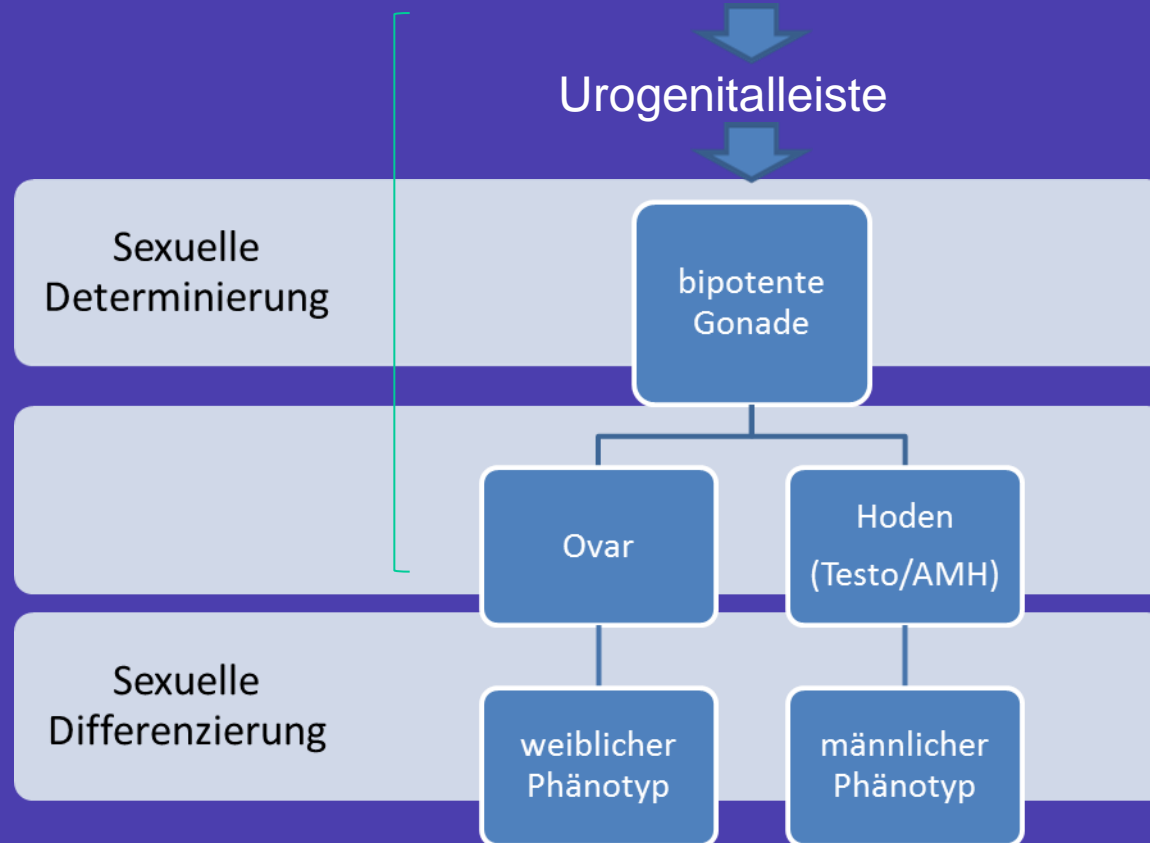 Urogenitalleiste
Sexuelle
Determinierung
bipotente
Gonade
Ovar
Hoden
(Testo/AMH)
Sexuelle
Differenzierung
weiblicher
Phänotyp
männlicher
Phänotyp